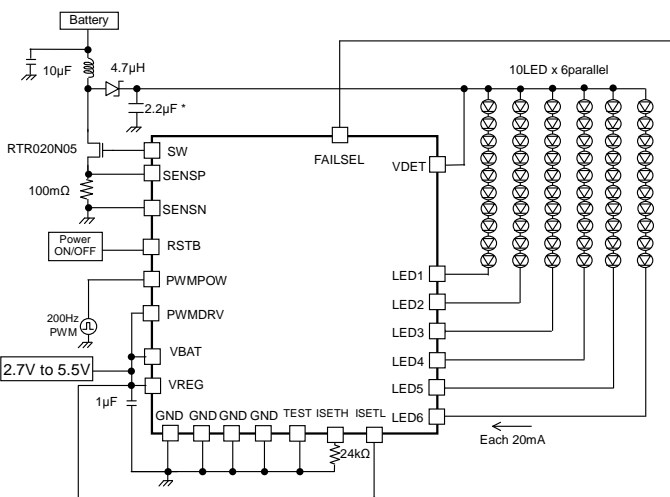 Battery
10μF
4.7μH
2.2μF *
10LED x 6parallel
RTR020N05
100mΩ
SW
SENSP
SENSN
FAILSEL
VDET
Power
ON/OFF
RSTB
PWMPOW
200Hz
PWM
PWMDRV
VBAT
2.7V to 5.5V
VREG
1μF
LED1
LED2
LED3
LED4
LED5
LED6
GND GND GND GND TEST ISETH ISETL
24kΩ
Each 20mA